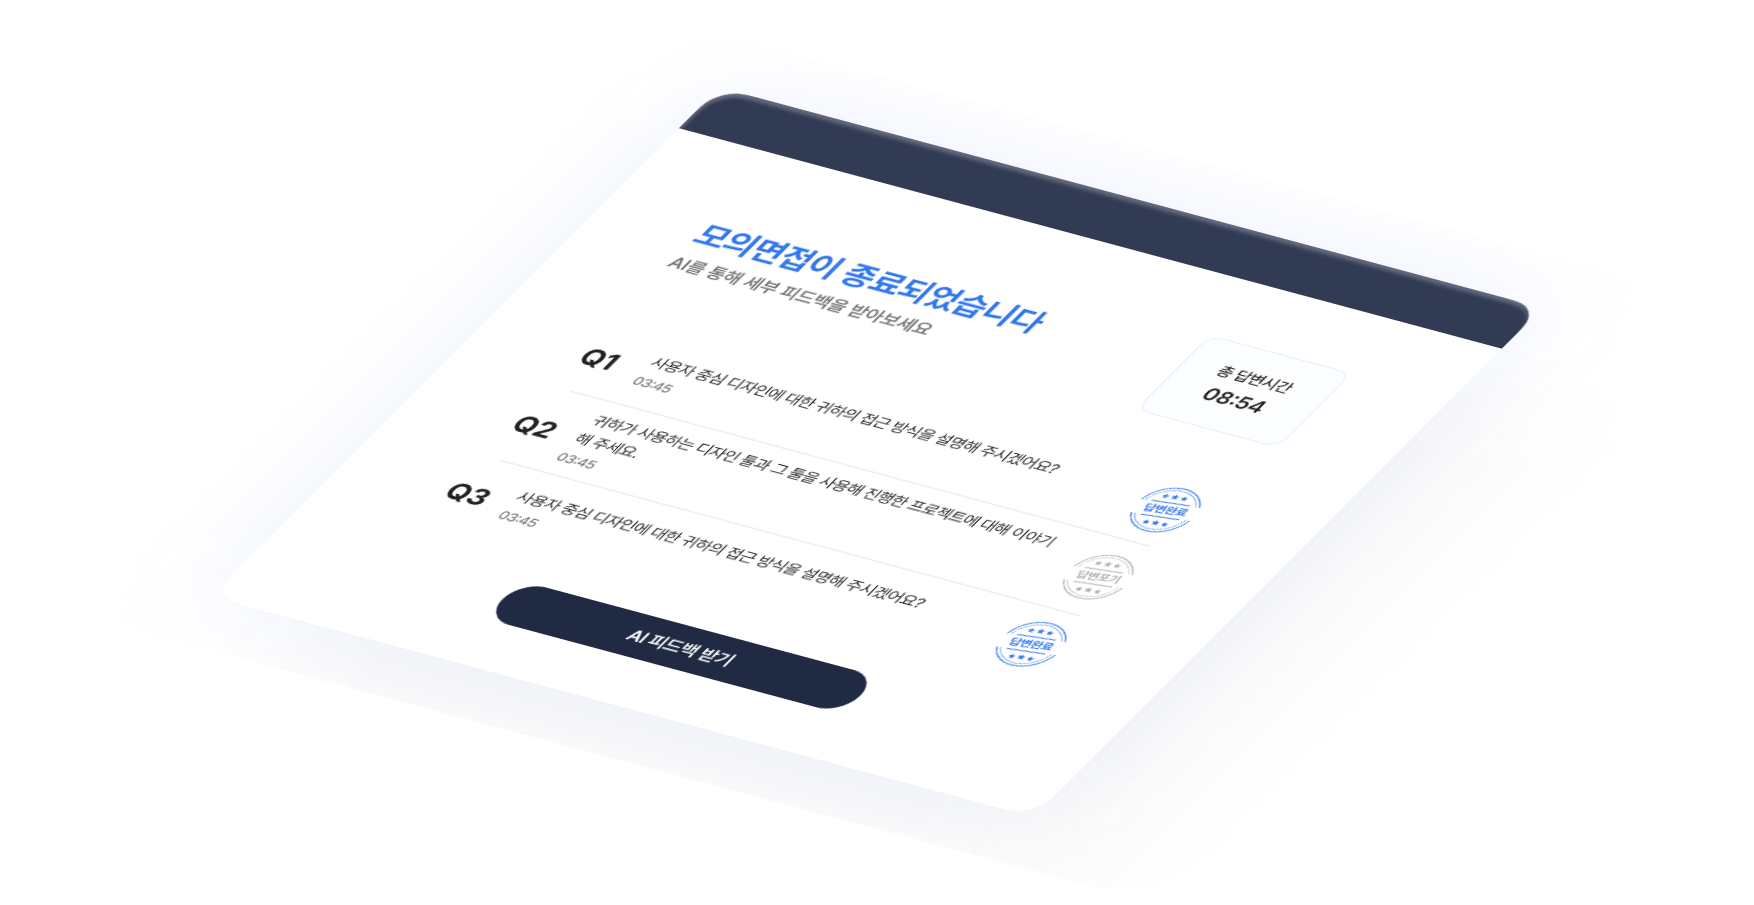 모의면접이 종료되었습니다
AI를 통해 세부 피드백을 받아보세요
총 답변시간
08:54
Q1
사용자 중심 디자인에 대한 귀하의 접근 방식을 설명해 주시겠어요?
03:45
답변완료
Q2
귀하가 사용하는 디자인 툴과 그 툴을 사용해 진행한 프로젝트에 대해 이야기
해 주세요.
03:45
답변포기
Q3
사용자 중심 디자인에 대한 귀하의 접근 방식을 설명해 주시겠어요?
03:45
답변완료
AI 피드백 받기